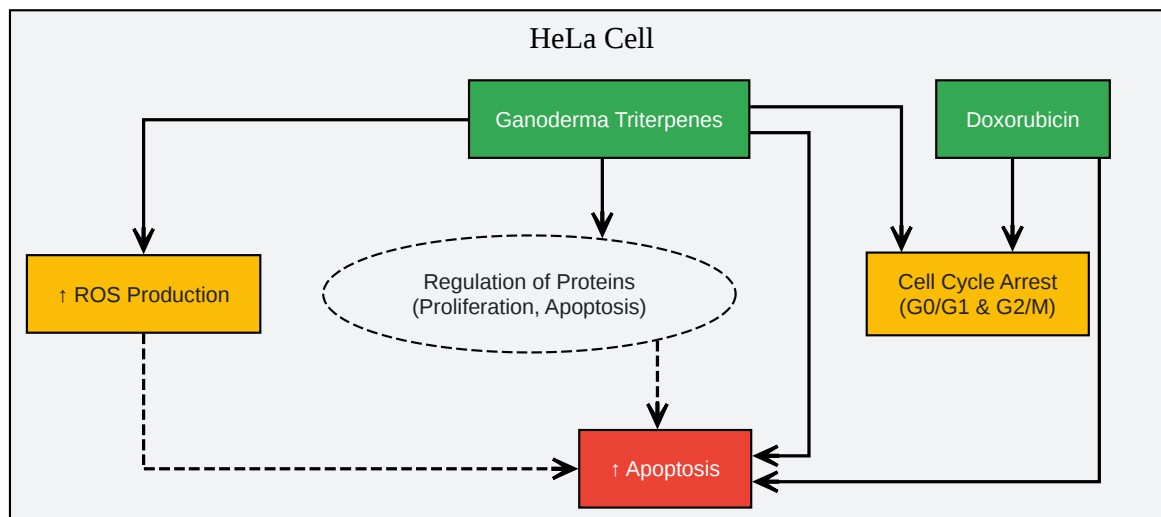 HeLa Cell
Ganoderma Triterpenes
Doxorubicin
↑ ROS Production
Regulation of Proteins
(Proliferation, Apoptosis)
Cell Cycle Arrest
(G0/G1 & G2/M)
↑ Apoptosis